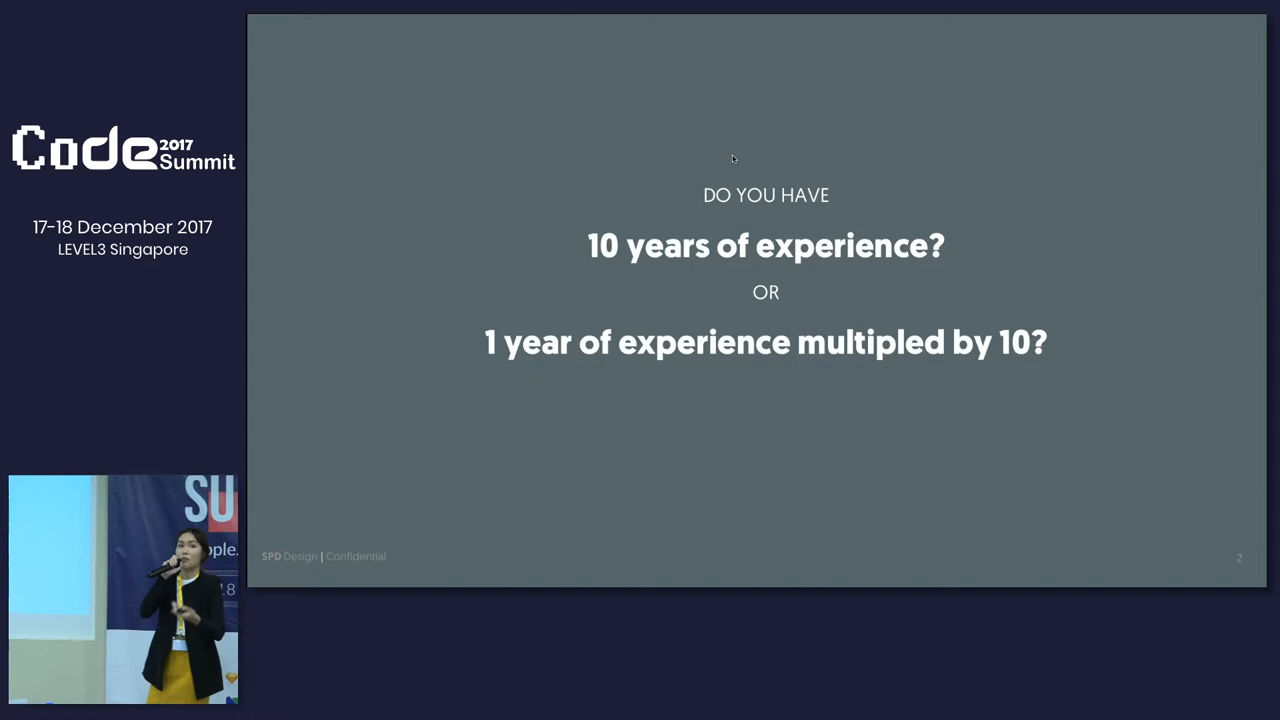 Code 2017 Summit
17-18 December 2017
LEVEL3 Singapore
DO YOU HAVE
10 years of experience?
OR
1 year of experience multipled by 10?
SPD Design | Confidential
2
SU
ople.
18